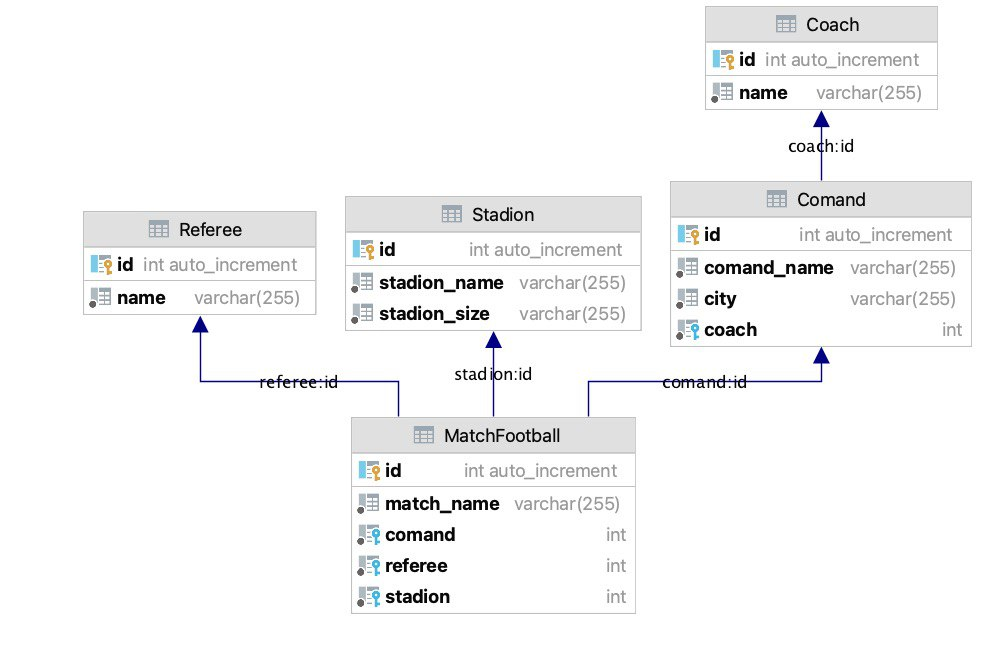 Coach
id int auto_increment
name varchar(255)
coach:id
Comand
id int auto_increment
comand_name varchar(255)
city varchar(255)
coach int
Referee
id int auto_increment
name varchar(255)
Stadion
id int auto_increment
stadion_name varchar(255)
stadion_size varchar(255)
referee:id
stadion:id
comand:id
MatchFootball
id int auto_increment
match_name varchar(255)
comand int
referee int
stadion int